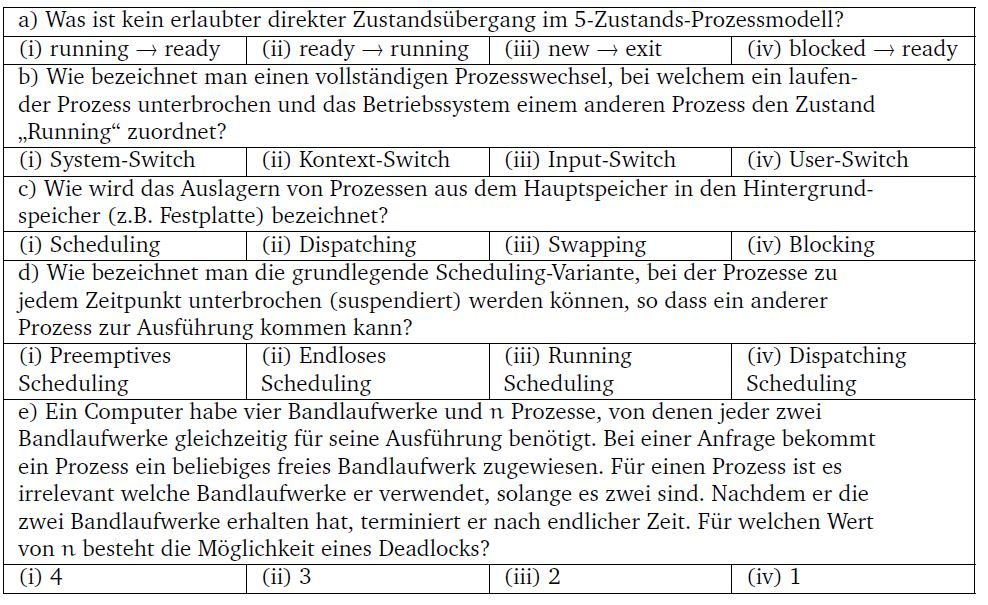 a) Was ist kein erlaubter direkter Zustandsübergang im 5-Zustands-Prozessmodell?
(i) running → ready (ii) ready → running (iii) new → exit (iv) blocked → ready
b) Wie bezeichnet man einen vollständigen Prozesswechsel, bei welchem ein laufen-
der Prozess unterbrochen und das Betriebssystem einem anderen Prozess den Zustand
„Running“ zuordnet?
(i) System-Switch (ii) Kontext-Switch (iii) Input-Switch (iv) User-Switch
c) Wie wird das Auslagern von Prozessen aus dem Hauptspeicher in den Hintergrund-
speicher (z.B. Festplatte) bezeichnet?
(i) Scheduling (ii) Dispatching (iii) Swapping (iv) Blocking
d) Wie bezeichnet man die grundlegende Scheduling-Variante, bei der Prozesse zu
jedem Zeitpunkt unterbrochen (suspendiert) werden können, so dass ein anderer
Prozess zur Ausführung kommen kann?
(i) Preemptives (ii) Endloses (iii) Running (iv) Dispatching
Scheduling Scheduling Scheduling Scheduling
e) Ein Computer habe vier Bandlaufwerke und n Prozesse, von denen jeder zwei
Bandlaufwerke gleichzeitig für seine Ausführung benötigt. Bei einer Anfrage bekommt
ein Prozess ein beliebiges freies Bandlaufwerk zugewiesen. Für einen Prozess ist es
irrelevant welche Bandlaufwerke er verwendet, solange es zwei sind. Nachdem er die
zwei Bandlaufwerke erhalten hat, terminiert er nach endlicher Zeit. Für welchen Wert
von n besteht die Möglichkeit eines Deadlocks?
(i) 4 (ii) 3 (iii) 2 (iv) 1